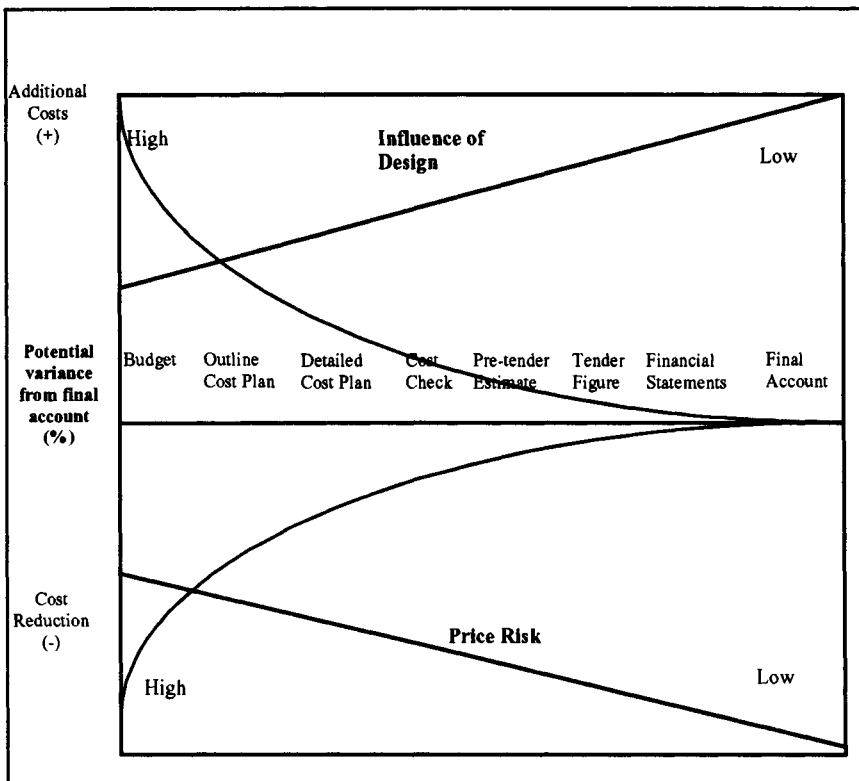 Additional
Costs
(+)
High
Influence of
Design
Low
Potential
variance
from final
account
(%)
Budget
Outline
Cost Plan
Detailed
Cost Plan
Cost
Check
Pre-tender
Estimate
Tender
Figure
Financial
Statements
Final
Account
Cost
Reduction
(-)
Price Risk
High
Low